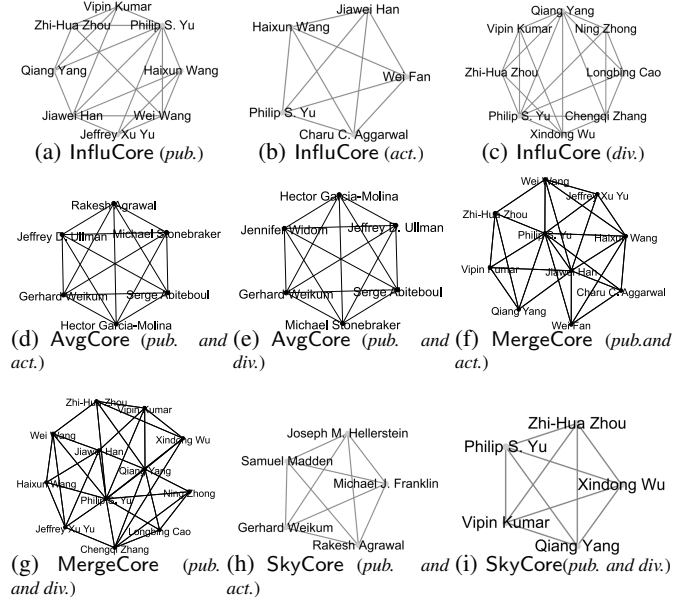 Vipin Kumar
Zhi-Hua Zhou Philip S. Yu
Qiang Yang Haixun Wang
Jiawei Han Wei Wang
Jeffrey Xu Yu
(a) InfluCore (pub.)
Jiawei Han
Haixun Wang
Wei Fan
Philip S. Yu
Charu C. Aggarwal
(b) InfluCore (act.)
Qiang Yang
Vipin Kumar Ning Zhong
Zhi-Hua Zhou Longbing Cao
Philip S. Yu Chengqi Zhang
Xindong Wu
(c) InfluCore (div.)
Rakesh Agrawal
Jeffrey D. Ullman Michael Stonebraker
Gerhard Weikum Serge Abiteboul
Hector Garcia-Molina
(d) AvgCore (pub. and
act.)
Hector Garcia-Molina
Jennifer Widom Jeffrey D. Ullman
Gerhard Weikum Serge Abiteboul
Michael Stonebraker
(e) AvgCore (pub. and
div.)
Wei Wang
Jeffrey Xu Yu
Zhi-Hua Zhou
Philip S. Yu Haixun Wang
Vipin Kumar Jiawei Han
Charu C. Aggarwal
Qiang Yang
Wei Fan
(f) MergeCore (pub.and
act.)
Zhi-Hua Zhou
Vipin Kumar
Wei Wang Xindong Wu
Jiawei Han
Qiang Yang
Haixun Wang
Philip S. Yu Ning Zhong
Jeffrey Xu Yu Longbing Cao
Chengqi Zhang
(g) MergeCore (pub.
and div.)
Joseph M. Hellerstein
Samuel Madden
Michael J. Franklin
Gerhard Weikum
Rakesh Agrawal
(h) SkyCore (pub. and
act.)
Zhi-Hua Zhou
Philip S. Yu
Xindong Wu
Vipin Kumar
Qiang Yang
(i) SkyCore(pub. and div.)